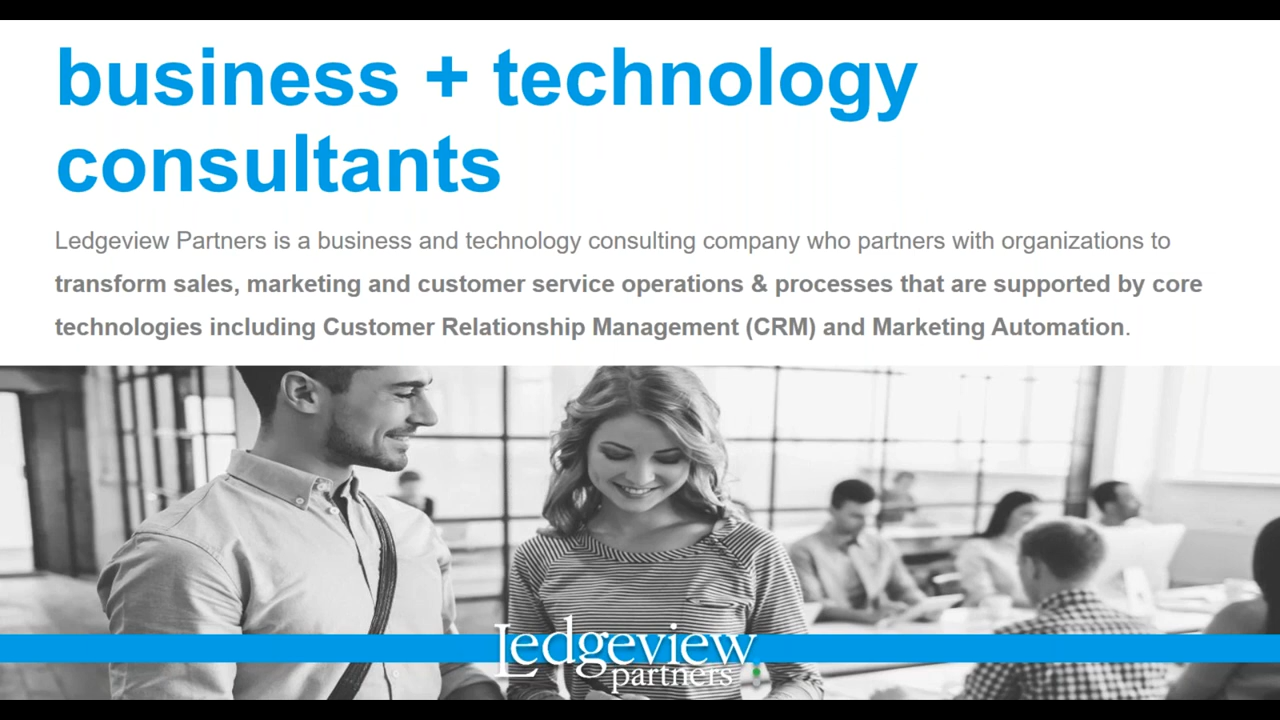 business + technology
consultants
Ledgeview Partners is a business and technology consulting company who partners with organizations to
transform sales, marketing and customer service operations & processes that are supported by core
technologies including Customer Relationship Management (CRM) and Marketing Automation.
Ledgeview
partners